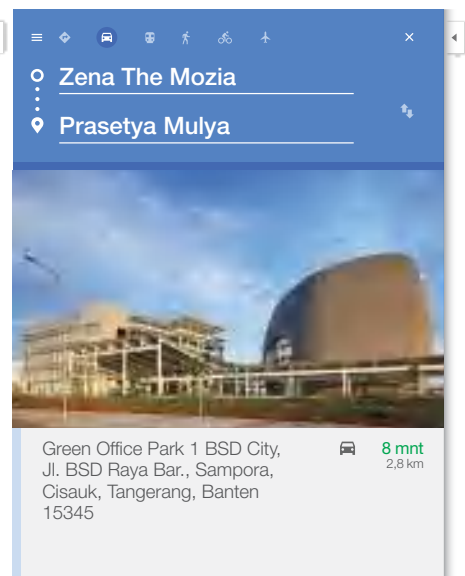 Zena The Mozia
Prasetya Mulya
Green Office Park 1 BSD City,
Jl. BSD Raya Bar., Sampora,
Cisauk, Tangerang, Banten
15345
8 mnt
2,8 km